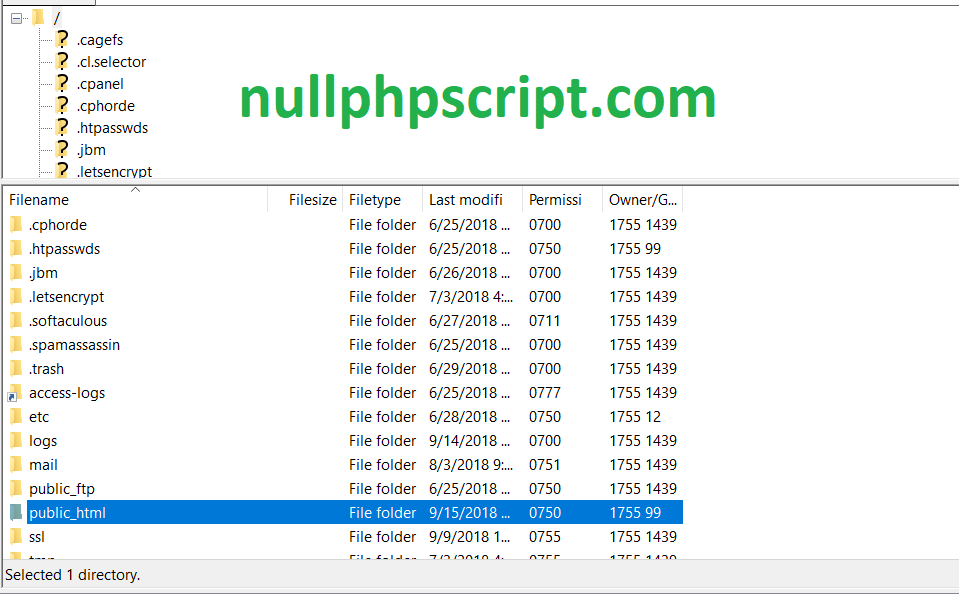 /
.cagefs
.cl.selector
.cpanel
.cphorde
.htpasswds
.jbm
.letsencrypt
nullphpscript.com
Filename Filesize Filetype Last modifi Permissi Owner/G...
.cphorde File folder 6/25/2018 ... 0700 1755 1439
.htpasswds File folder 6/25/2018 ... 0750 1755 99
.jbm File folder 6/26/2018 ... 0700 1755 1439
.letsencrypt File folder 7/3/2018 4:... 0700 1755 1439
.softaculous File folder 6/27/2018 ... 0711 1755 1439
.spamassassin File folder 6/25/2018 ... 0700 1755 1439
.trash File folder 6/29/2018 ... 0700 1755 1439
access-logs File folder 6/25/2018 ... 0777 1755 1439
etc File folder 6/28/2018 ... 0750 1755 12
logs File folder 9/14/2018 ... 0700 1755 1439
mail File folder 8/3/2018 9:... 0751 1755 1439
public_ftp File folder 6/25/2018 ... 0750 1755 1439
public_html File folder 9/15/2018 ... 0750 1755 99
ssl File folder 9/9/2018 1... 0755 1755 1439
tmp File folder 0755 1755 1439
Selected 1 directory.